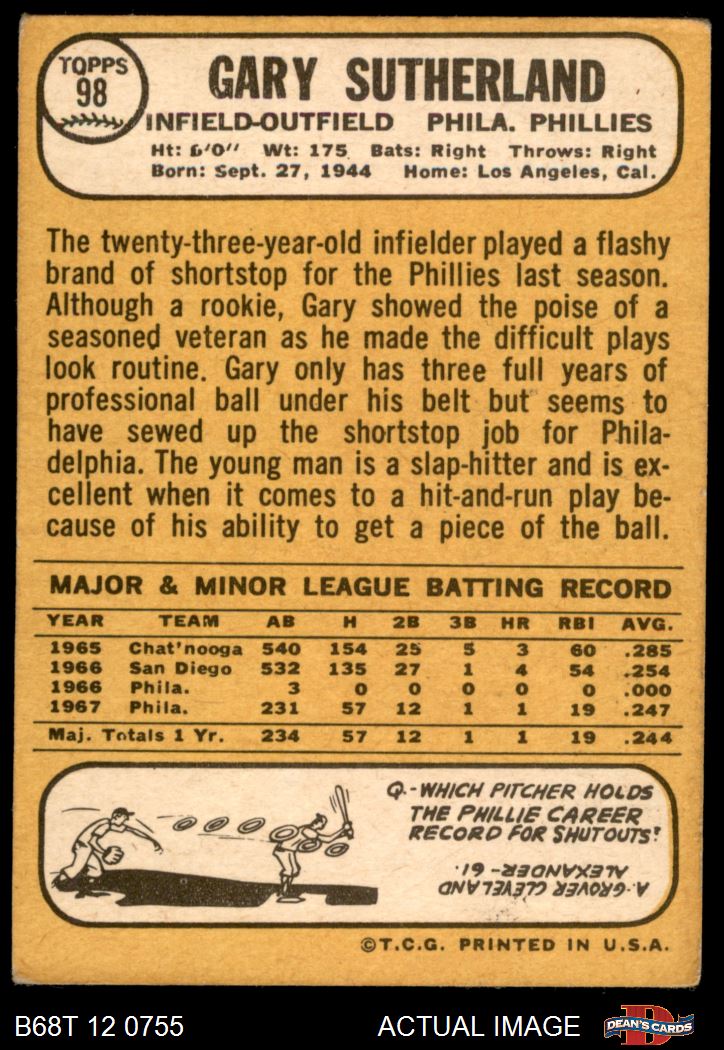 TOPPS
98
GARY SUTHERLAND
INFIELD-OUTFIELD PHILA. PHILLIES
Ht: 6'0" Wt: 175 Bats: Right Throws: Right
Born: Sept. 27, 1944 Home: Los Angeles, Cal.
The twenty-three-year-old infielder played a flashy
brand of shortstop for the Phillies last season.
Although a rookie, Gary showed the poise of a
seasoned veteran as he made the difficult plays
look routine. Gary only has three full years of
professional ball under his belt but seems to
have sewed up the shortstop job for Phila-
delphia. The young man is a slap-hitter and is ex-
cellent when it comes to a hit-and-run play be-
cause of his ability to get a piece of the ball.
MAJOR & MINOR LEAGUE BATTING RECORD
YEAR TEAM AB H 2B 3B HR RBI AVG.
1965 Chat'nooga 540 154 25 5 3 60 .285
1966 San Diego 532 135 27 1 4 54 .254
1966 Phila. 3 0 0 0 0 0 .000
1967 Phila. 231 57 12 1 1 19 .247
Maj. Totals 1 Yr. 234 57 12 1 1 19 .244
Q.-WHICH PITCHER HOLDS
THE PHILLIE CAREER
RECORD FOR SHUTOUTS?
A.-GROVER CLEVELAND
ALEXANDER-61.
©T.C.G. PRINTED IN U.S.A.
B68T 12 0755 ACTUAL IMAGE DEAN'S CARDS